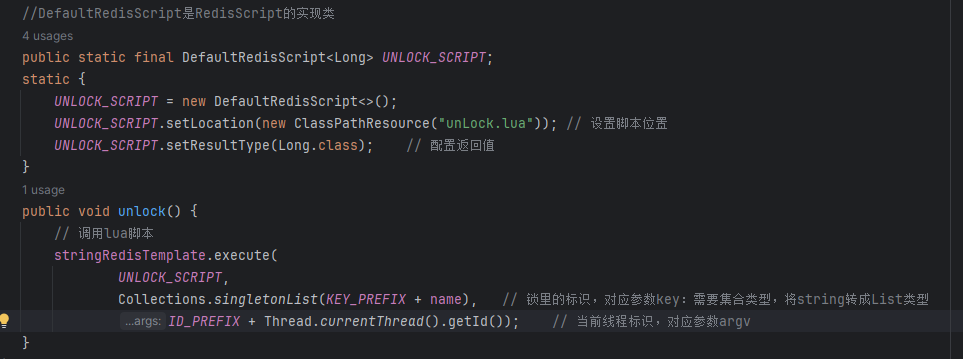 //DefaultRedisScript是RedisScript的实现类
4 usages
public static final DefaultRedisScript<Long> UNLOCK_SCRIPT;
static {
UNLOCK_SCRIPT = new DefaultRedisScript<>();
UNLOCK_SCRIPT.setLocation(new ClassPathResource("unLock.lua")); // 设置脚本位置
UNLOCK_SCRIPT.setResultType(Long.class); // 配置返回值
}
1 usage
public void unlock() {
// 调用lua脚本
stringRedisTemplate.execute(
UNLOCK_SCRIPT,
Collections.singletonList(KEY_PREFIX + name), // 锁里的标识，对应参数key：需要集合类型，将string转成List类型
...args: ID_PREFIX + Thread.currentThread().getId()); // 当前线程标识，对应参数argv
}